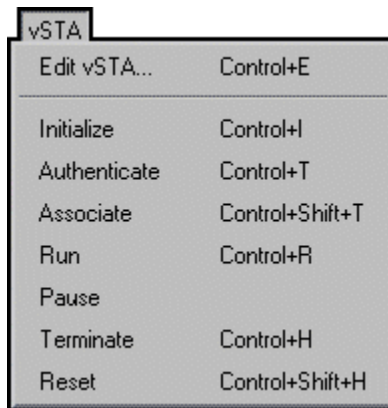 vSTA
Edit vSTA... Control+E
Initialize Control+I
Authenticate Control+T
Associate Control+Shift+T
Run Control+R
Pause
Terminate Control+H
Reset Control+Shift+H